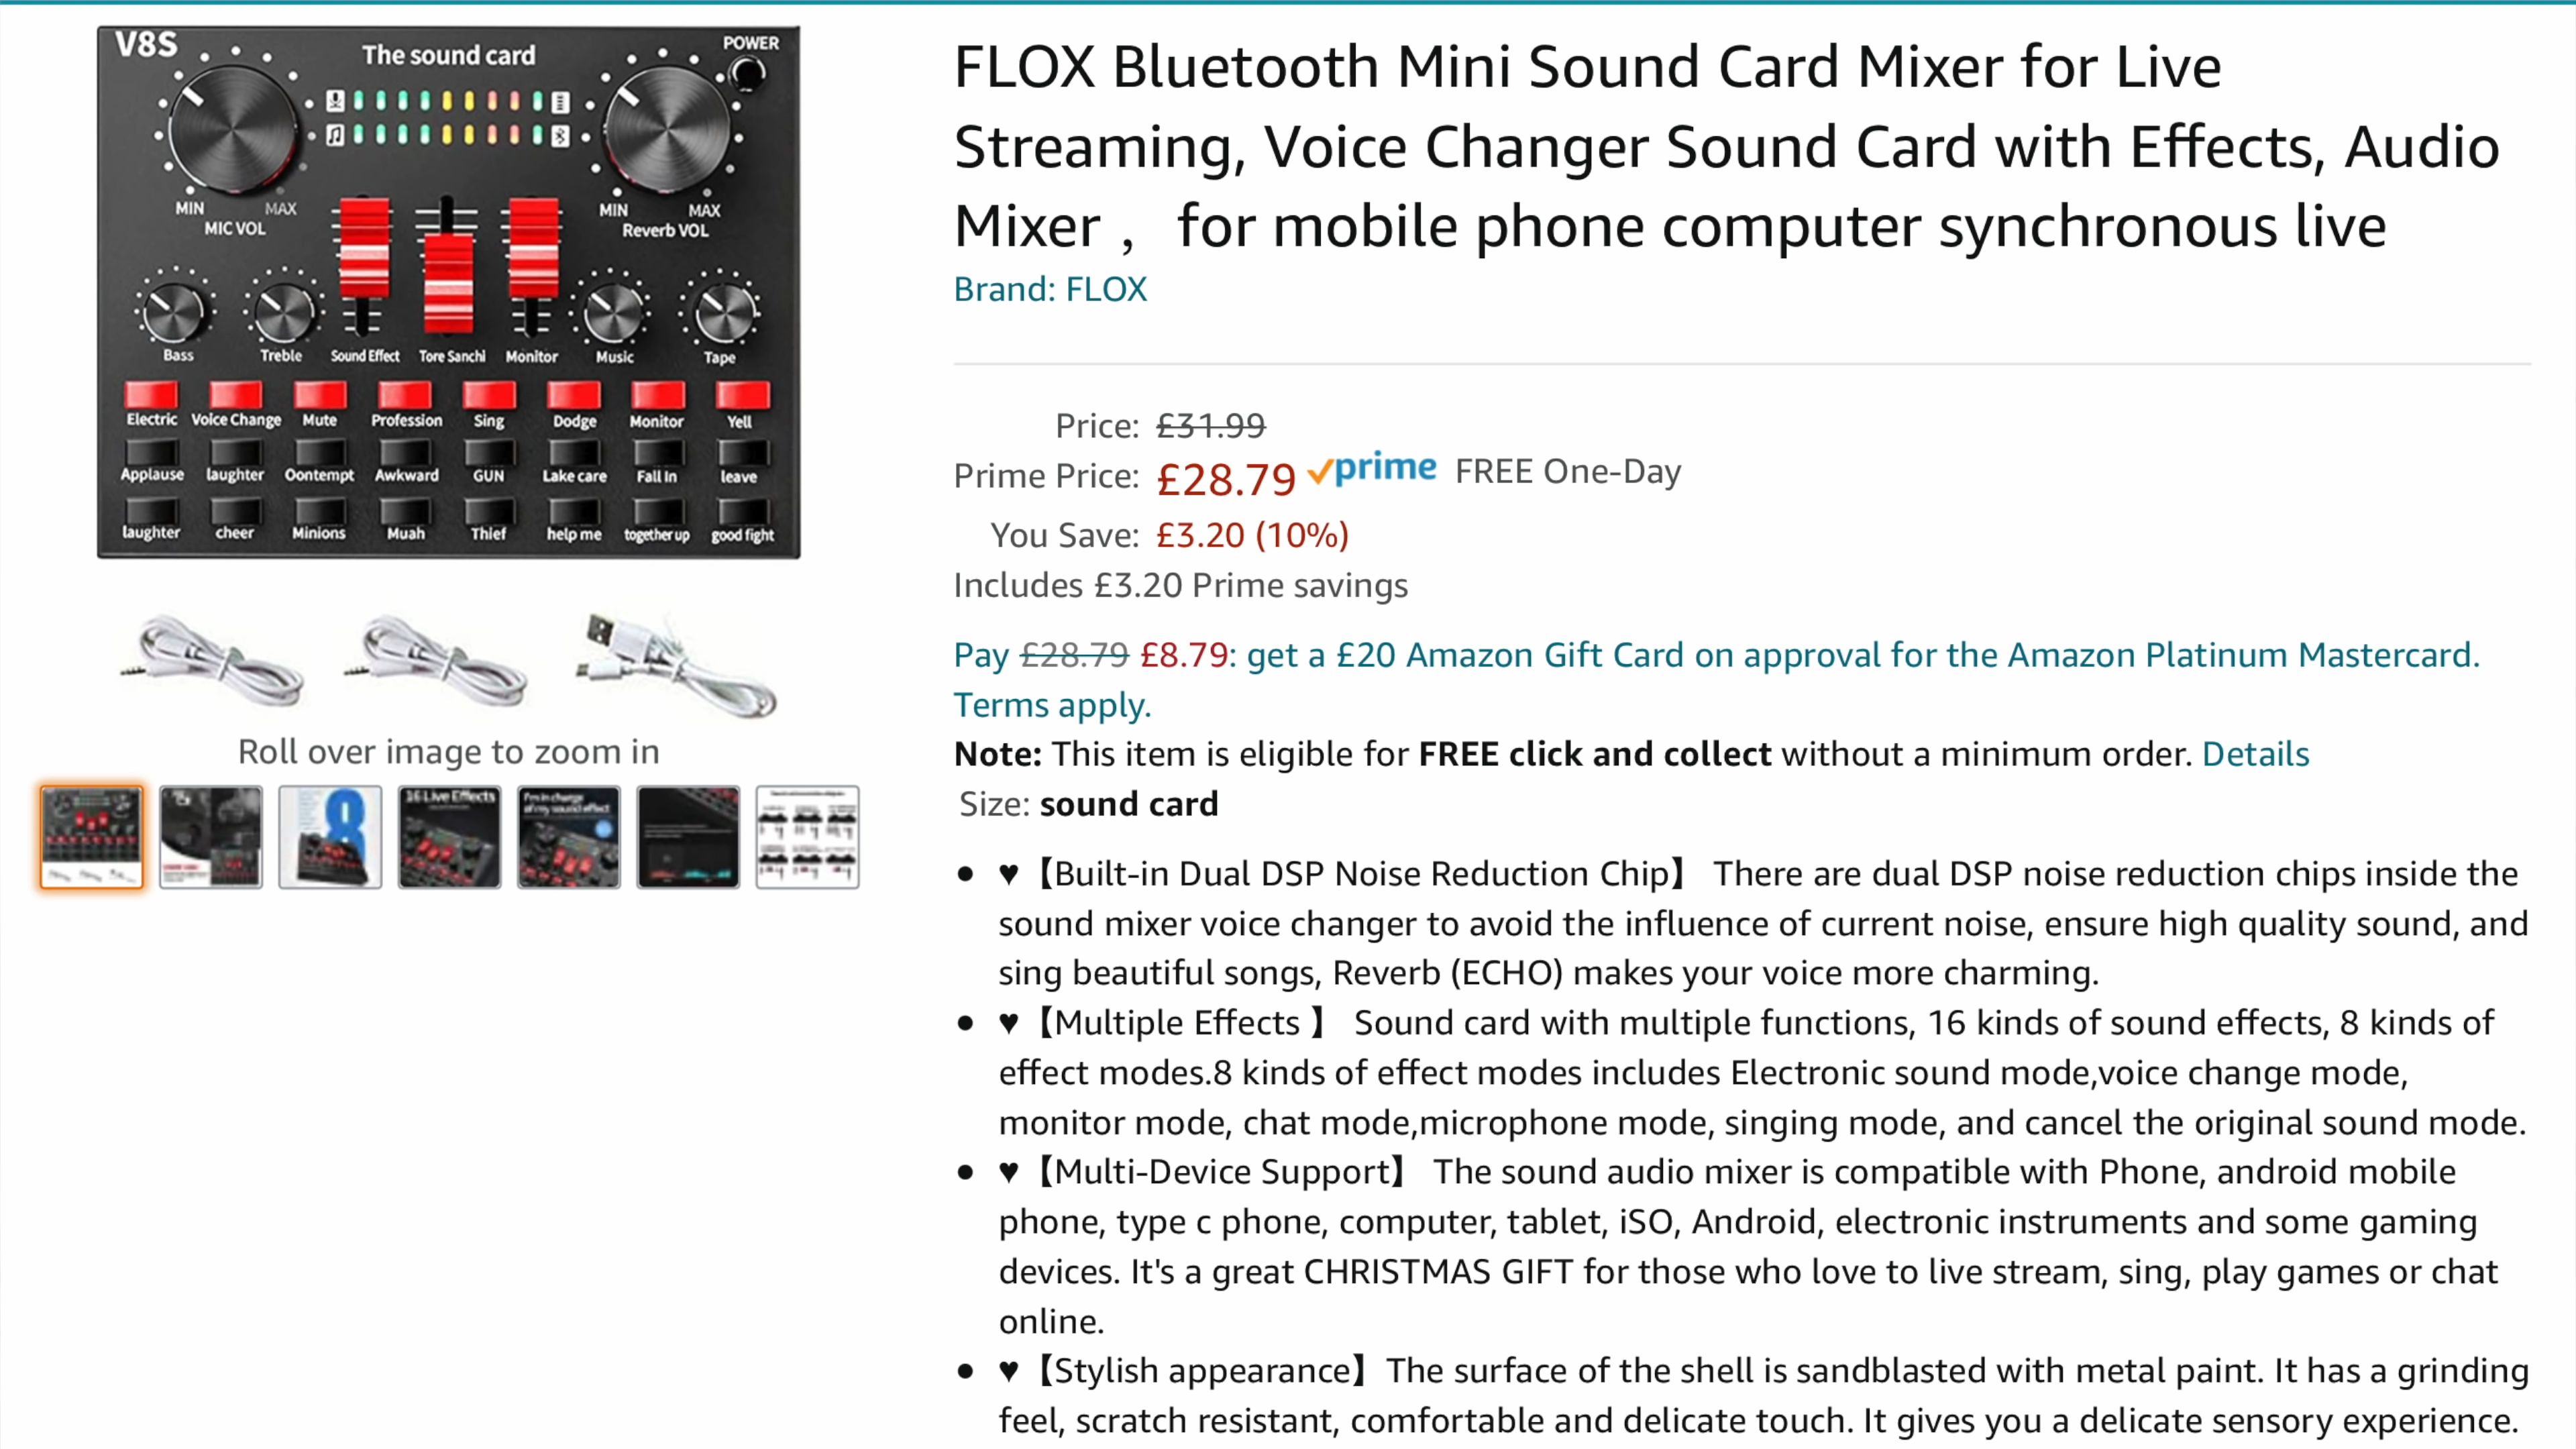 V8S
The sound card
POWER
MIN MAX
MIC VOL
MIN MAX
Reverb VOL
Bass Treble Sound Effect Tore Sanchi Monitor Music Tape
Electric Voice Change Mute Profession Sing Dodge Monitor Yell
Applause laughter Oontempt Awkward GUN Lake care Fall In leave
laughter cheer Minions Muah Thief help me together up good fight
Roll over image to zoom in
16 Live Effects
I'm in charge
of my sound effect
8
FLOX Bluetooth Mini Sound Card Mixer for Live
Streaming, Voice Changer Sound Card with Effects, Audio
Mixer， for mobile phone computer synchronous live
Brand: FLOX
Price: £31.99
Prime Price: £28.79 prime FREE One-Day
You Save: £3.20 (10%)
Includes £3.20 Prime savings
Pay £28.79 £8.79: get a £20 Amazon Gift Card on approval for the Amazon Platinum Mastercard.
Terms apply.
Note: This item is eligible for FREE click and collect without a minimum order. Details
Size: sound card
● ♥【Built-in Dual DSP Noise Reduction Chip】 There are dual DSP noise reduction chips inside the
sound mixer voice changer to avoid the influence of current noise, ensure high quality sound, and
sing beautiful songs, Reverb (ECHO) makes your voice more charming.
● ♥【Multiple Effects 】 Sound card with multiple functions, 16 kinds of sound effects, 8 kinds of
effect modes.8 kinds of effect modes includes Electronic sound mode,voice change mode,
monitor mode, chat mode,microphone mode, singing mode, and cancel the original sound mode.
● ♥【Multi-Device Support】 The sound audio mixer is compatible with Phone, android mobile
phone, type c phone, computer, tablet, iSO, Android, electronic instruments and some gaming
devices. It's a great CHRISTMAS GIFT for those who love to live stream, sing, play games or chat
online.
● ♥【Stylish appearance】The surface of the shell is sandblasted with metal paint. It has a grinding
feel, scratch resistant, comfortable and delicate touch. It gives you a delicate sensory experience.